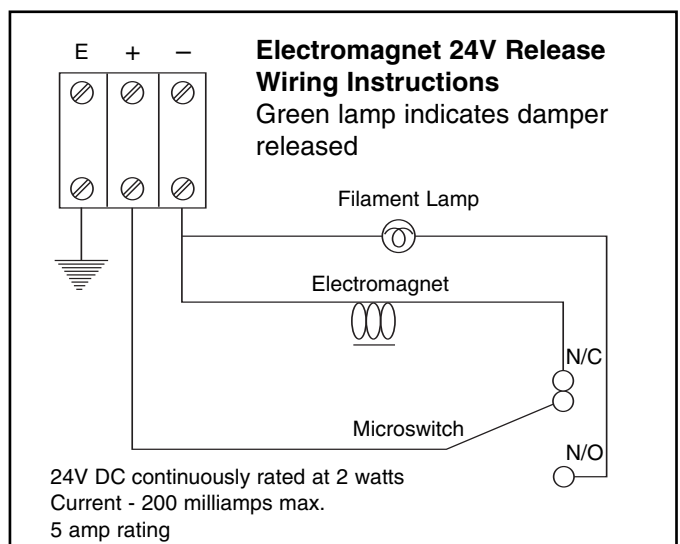 E + –
Electromagnet 24V Release
Wiring Instructions
Green lamp indicates damper
released
Filament Lamp
Electromagnet
N/C
Microswitch
N/O
24V DC continuously rated at 2 watts
Current - 200 milliamps max.
5 amp rating